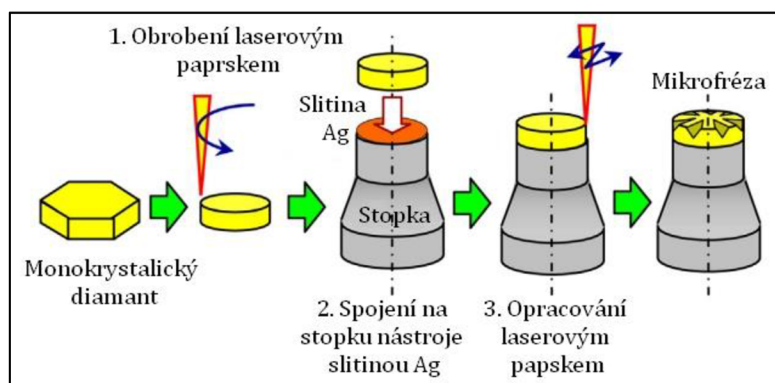 1. Obrobení laserovým
paprskem
Slitina
Ag
Mikrofréza
Stopka
Monokrystalický
diamant
2. Spojení na
stopku nástroje
slitinou Ag
3. Opracování
laserovým
papskem